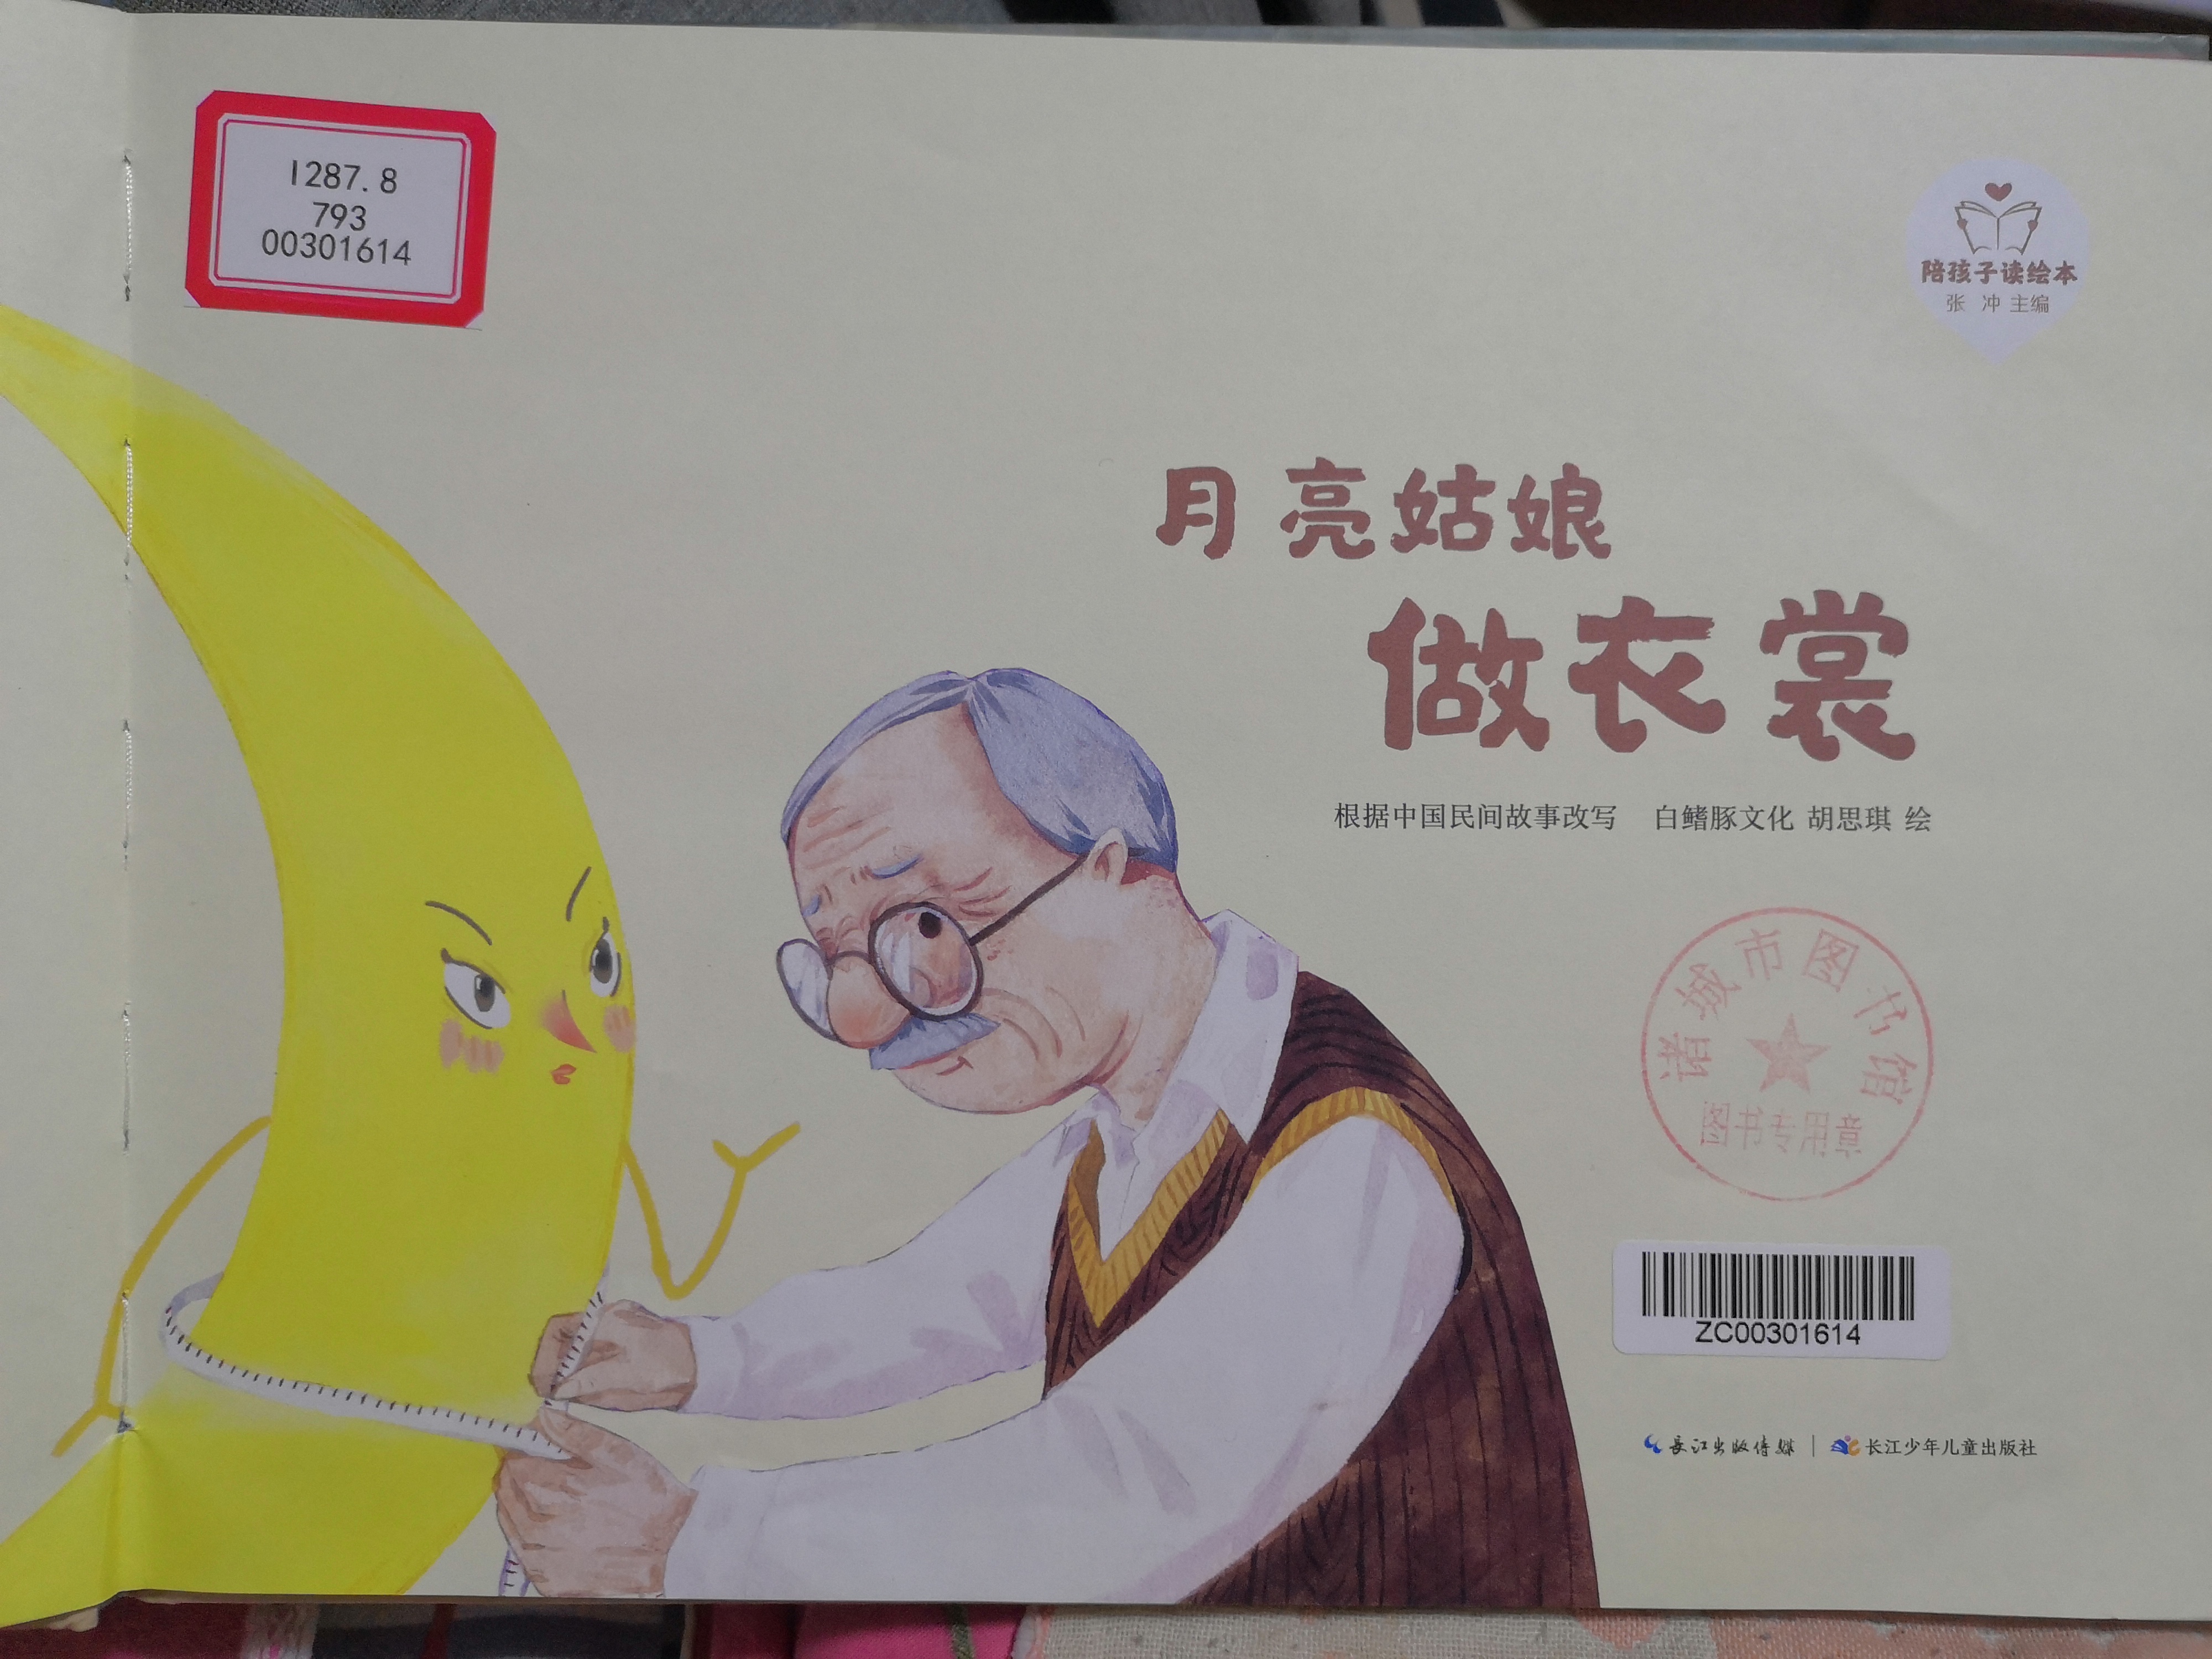 I287.8
793
00301614
陪孩子读绘本
张 冲 主编
月亮姑娘
做衣裳
根据中国民间故事改写 白鳍豚文化 胡思琪 绘
诸城市图书馆
图书专用章
ZC00301614
长江出版传媒 | 长江少年儿童出版社